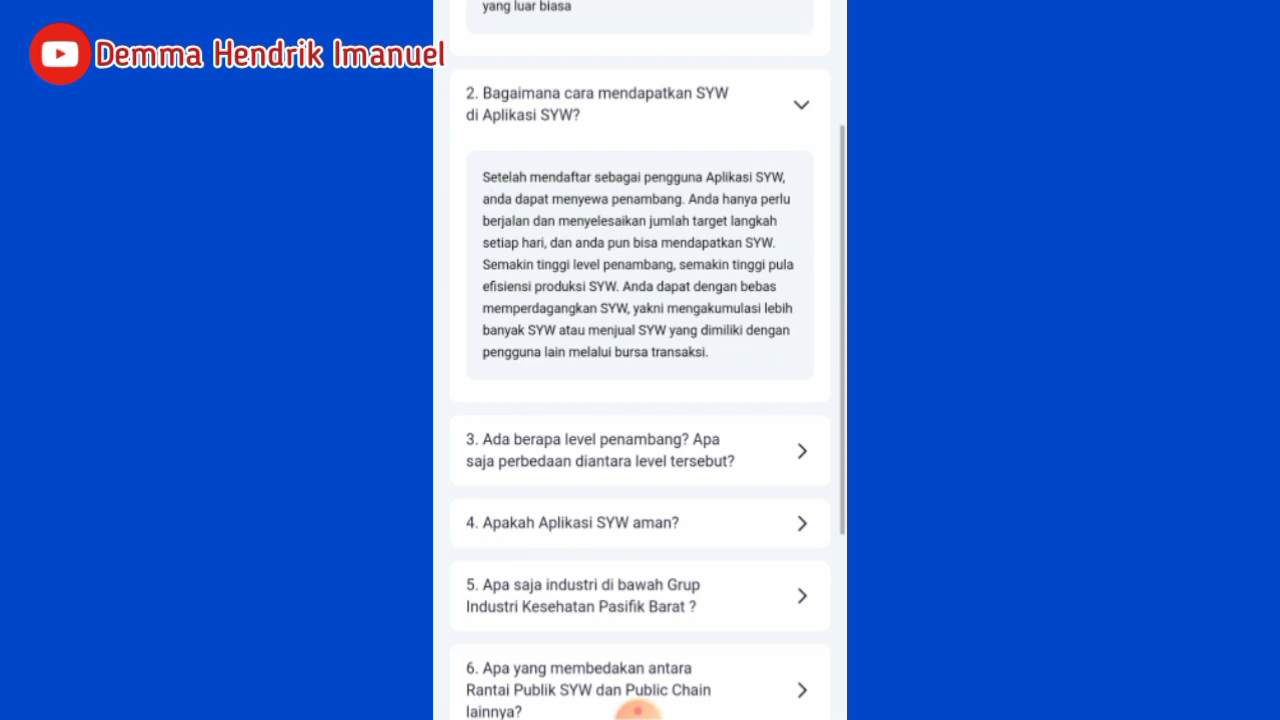 yang luar biasa
Demma Hendrik Imanuel
2. Bagaimana cara mendapatkan SYW
di Aplikasi SYW?
Setelah mendaftar sebagai pengguna Aplikasi SYW,
anda dapat menyewa penambang. Anda hanya perlu
berjalan dan menyelesaikan jumlah target langkah
setiap hari, dan anda pun bisa mendapatkan SYW.
Semakin tinggi level penambang, semakin tinggi pula
efisiensi produksi SYW. Anda dapat dengan bebas
memperdagangkan SYW, yakni mengakumulasi lebih
banyak SYW atau menjual SYW yang dimiliki dengan
pengguna lain melalui bursa transaksi.
3. Ada berapa level penambang? Apa
saja perbedaan diantara level tersebut?
4. Apakah Aplikasi SYW aman?
5. Apa saja industri di bawah Grup
Industri Kesehatan Pasifik Barat ?
6. Apa yang membedakan antara
Rantai Publik SYW dan Public Chain
lainnya?